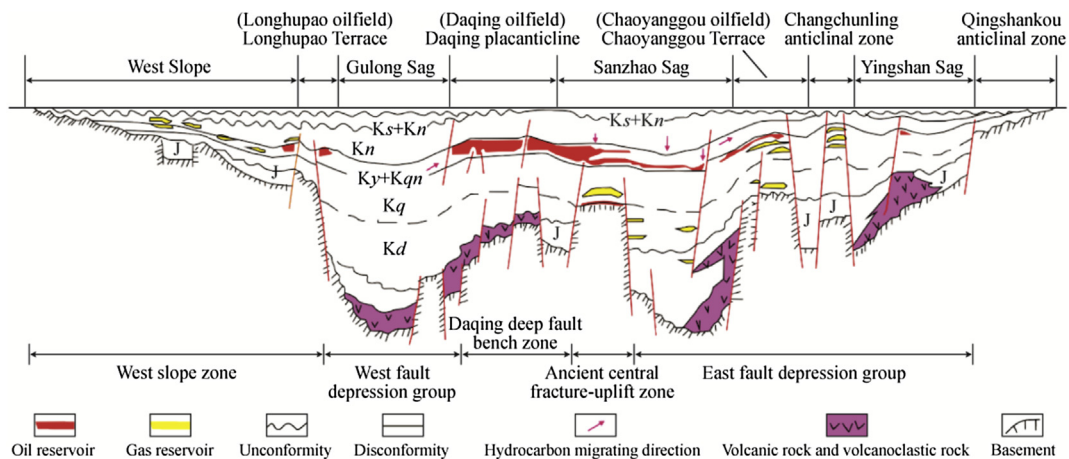 (Longhupao oilfield)
Longhupao Terrace
(Daqing oilfield)
Daqing placanticline
(Chaoyanggou oilfield)
Chaoyanggou Terrace
Changchunling
anticlinal zone
Qingshankou
anticlinal zone
West Slope
Gulong Sag
Sanzhao Sag
Yingshan Sag
Ks+Kn
Ks+Kn
Kn
J
J
Ky+Kqn
Kq
Kd
J
J
J
J
J
Daqing deep fault
bench zone
West slope zone
West fault
depression group
Ancient central
fracture-uplift zone
East fault depression group
Oil reservoir
Gas reservoir
Unconformity
Disconformity
Hydrocarbon migrating direction
Volcanic rock and volcanoclastic rock
Basement